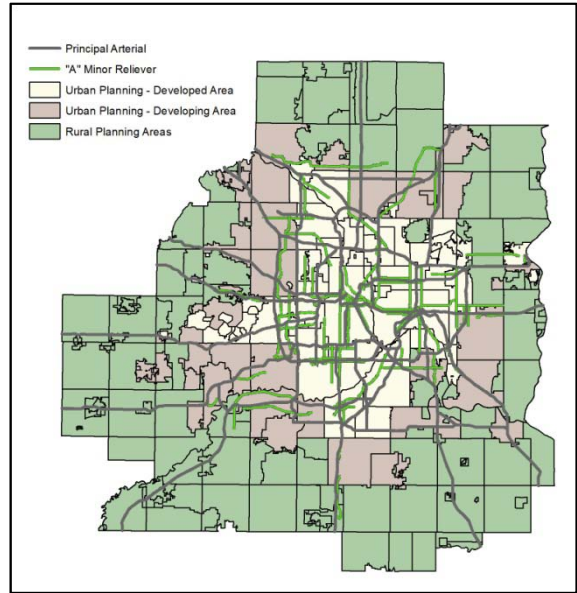 Principal Arterial
"A" Minor Reliever
Urban Planning - Developed Area
Urban Planning - Developing Area
Rural Planning Areas